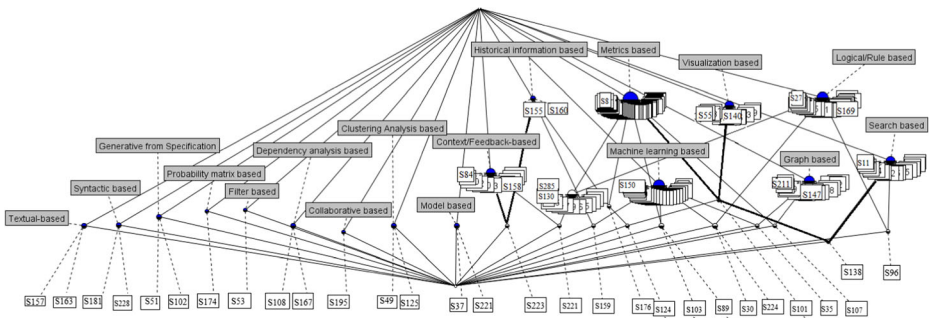 Historical information based
Metrics based
Visualization based
Logical/Rule based
S155
S160
S8
S55
S140
S27
S169
Clustering Analysis based
Generative from Specification
Dependency analysis based
Context/Feedback-based
Search based
Machine learning based
Probability matrix based
Graph based
S84
S158
S285
S130
S150
S211
S147
S11
Syntactic based
Filter based
Textual-based
Collaborative based
Model based
S138
S96
S157
S163
S181
S228
S51
S102
S174
S53
S108
S167
S195
S49
S125
S37
S221
S223
S221
S159
S176
S124
S103
S89
S30
S224
S101
S35
S107